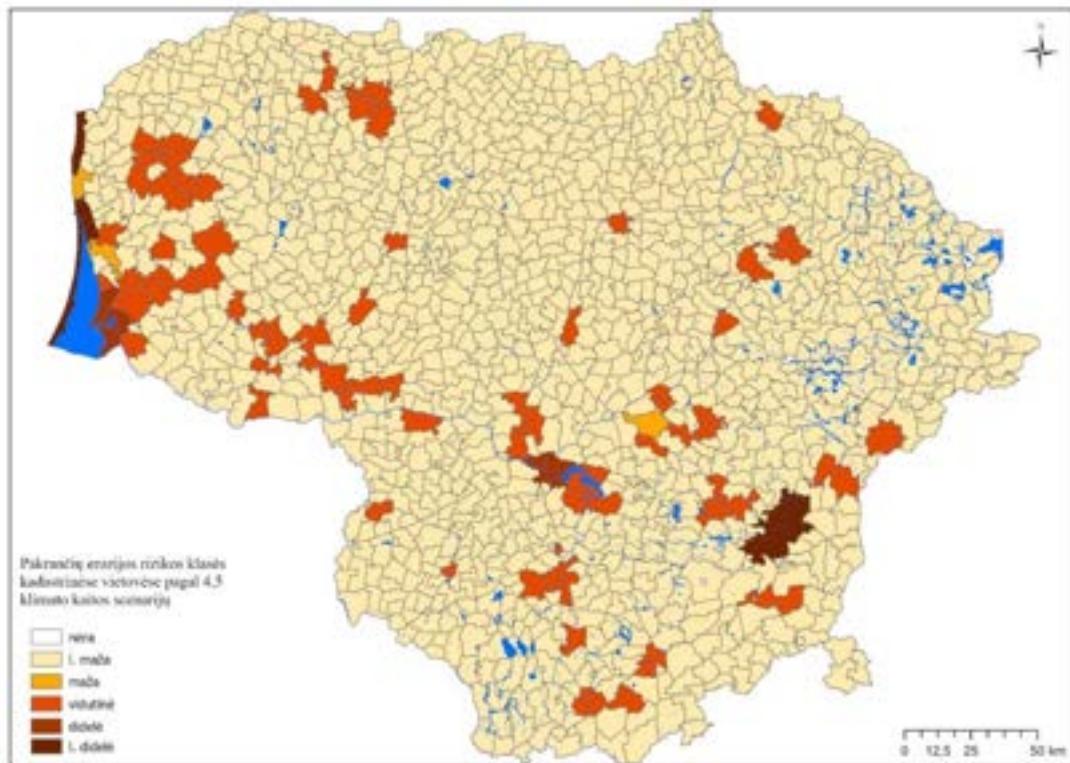 Pakrančių erozijos rizikos klasės
kadastrinėse vietovėse pagal 4.5
klimato kaitos scenarijų
nėra
l. maža
maža
vidutinė
didelė
l. didelė
0 12,5 25 50 km